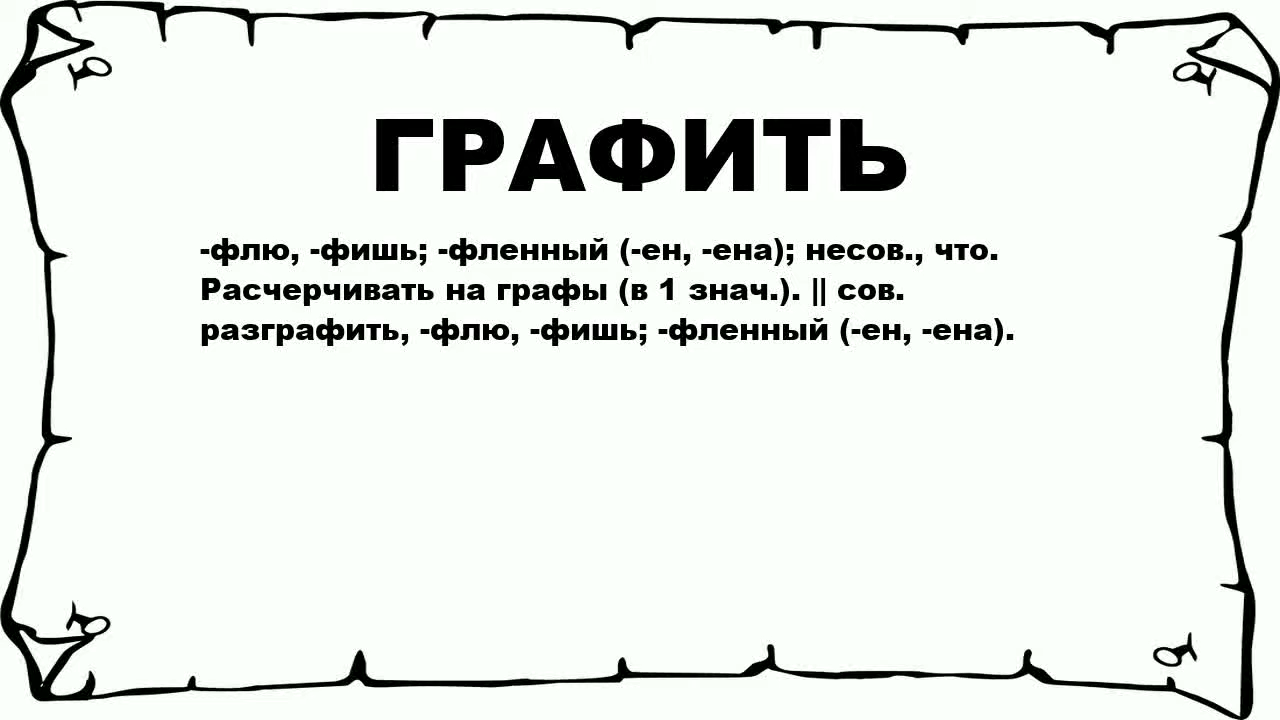 ГРАФИТЬ
-флю, -фишь; -фленный (-ен, -ена); несов., что.
Расчерчивать на графы (в 1 знач.). || сов.
разграфить, -флю, -фишь; -фленный (-ен, -ена).